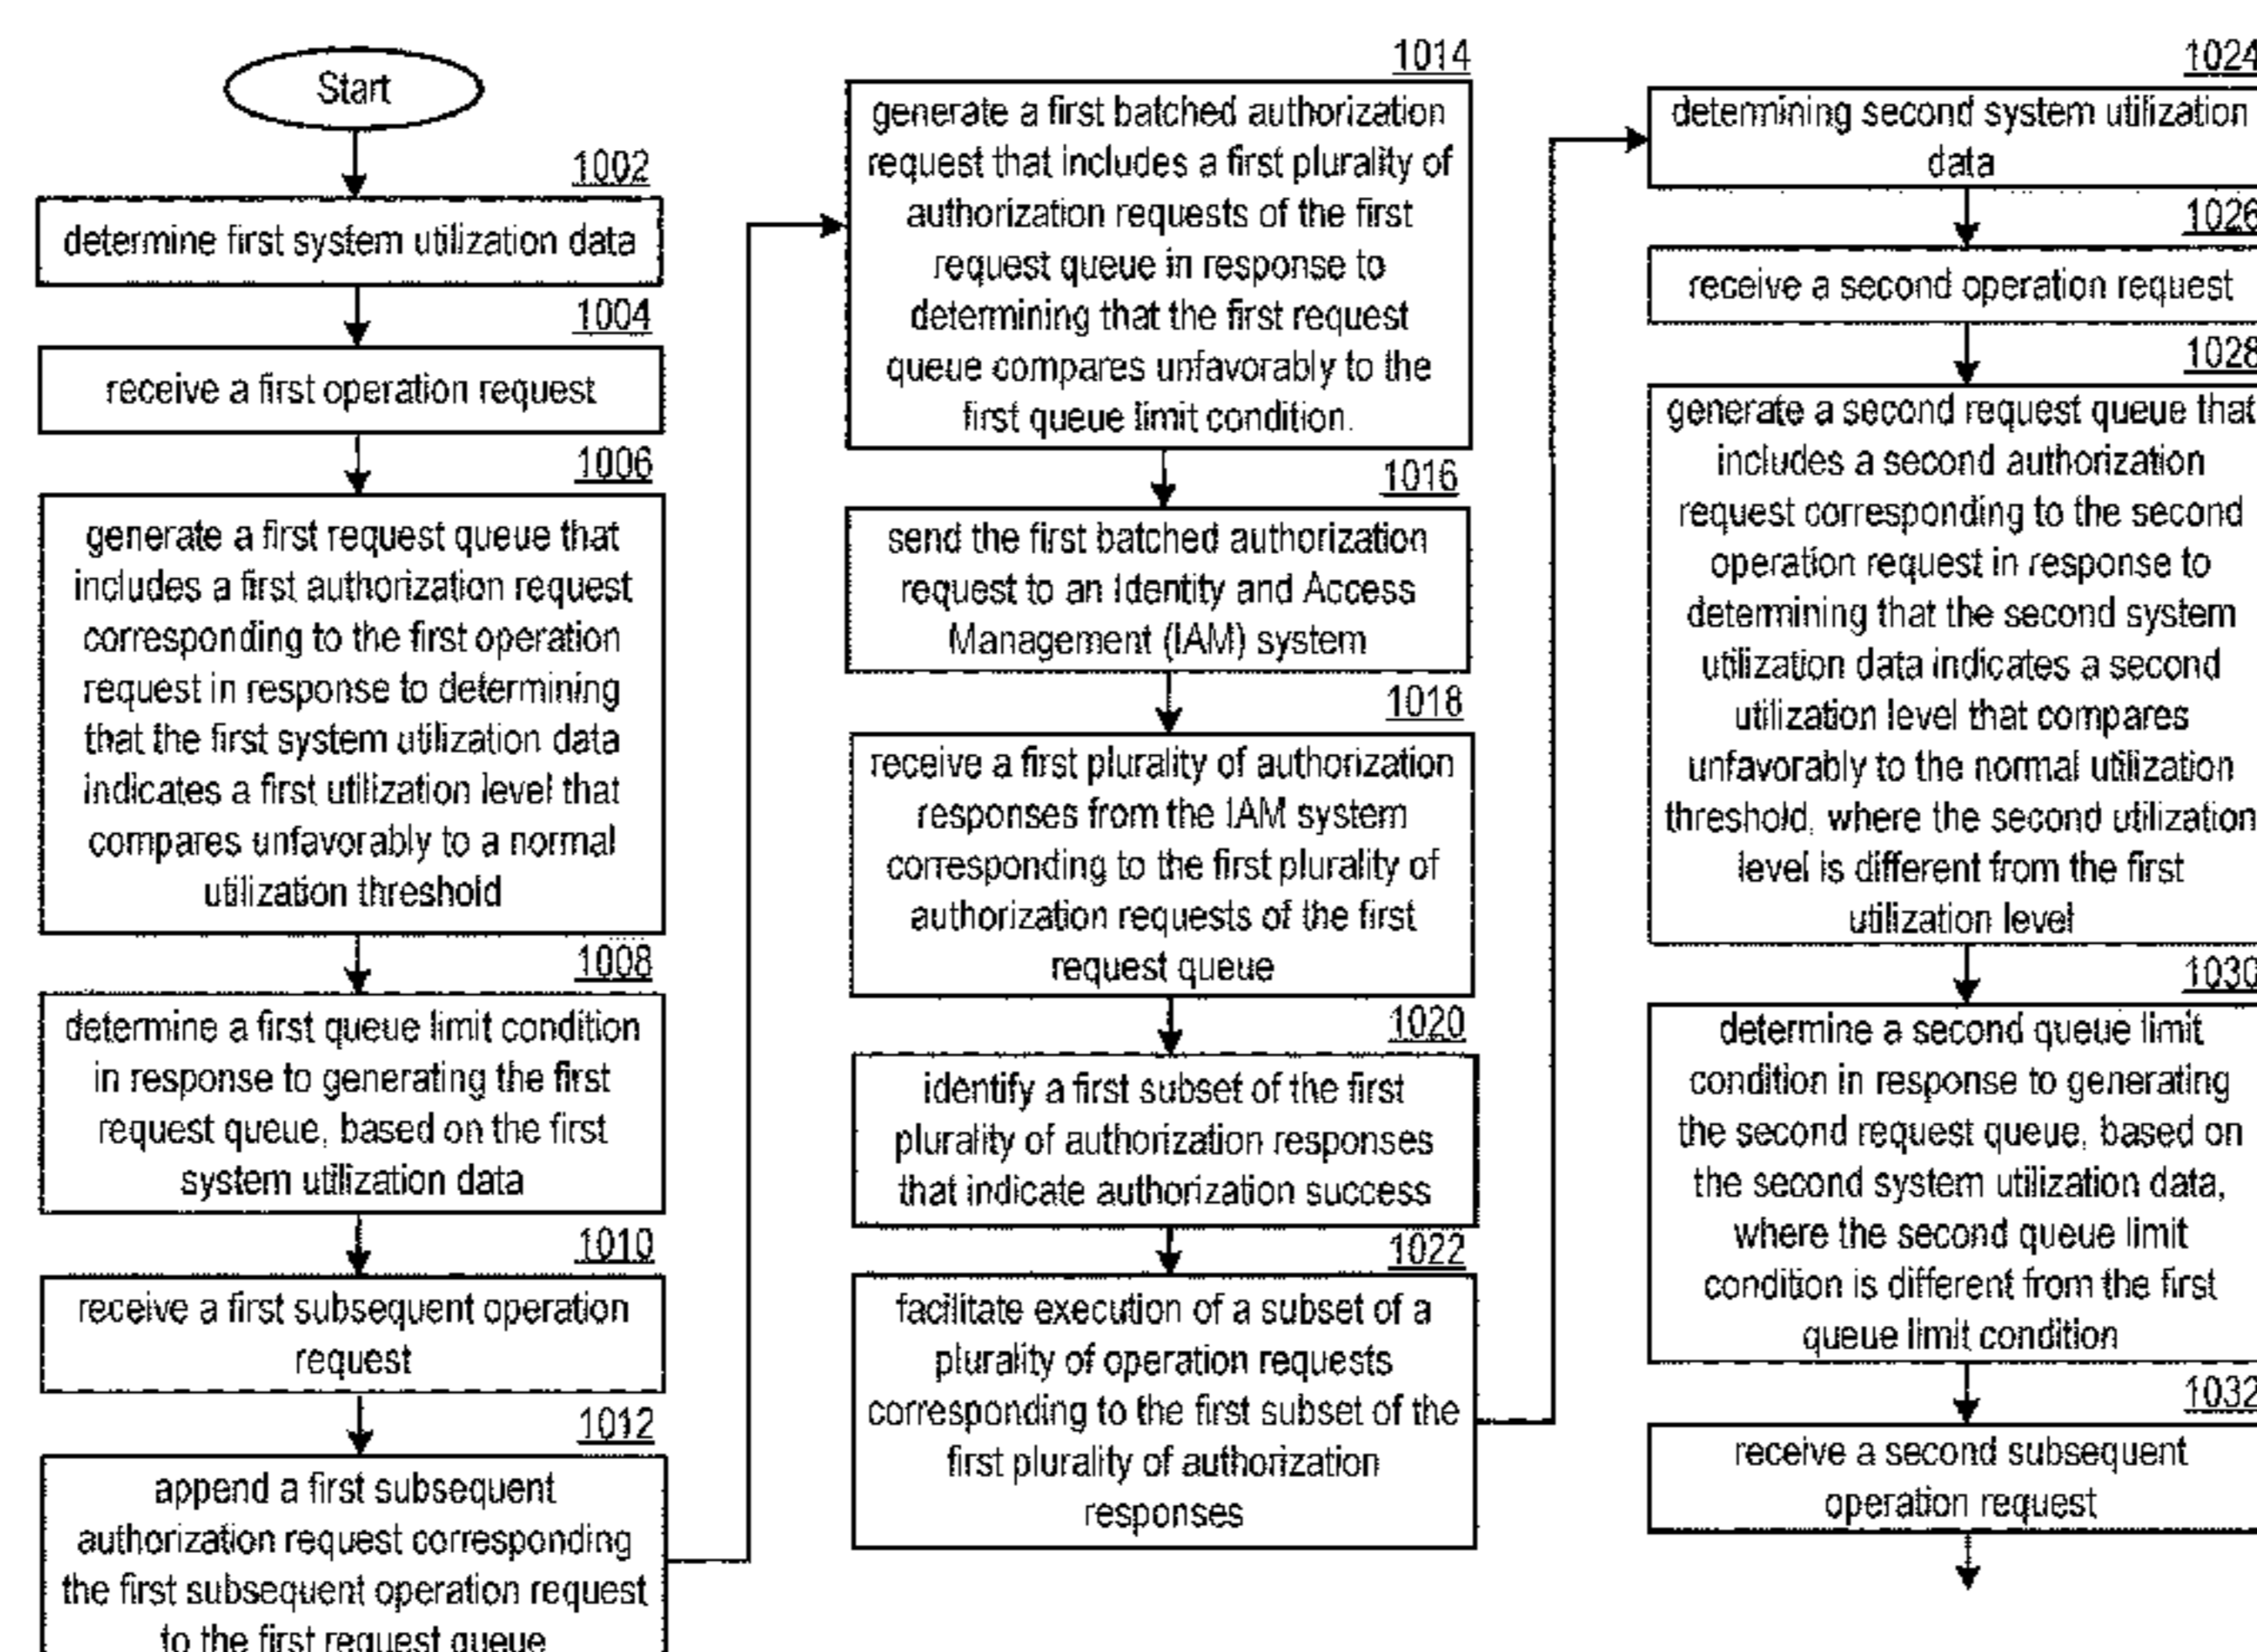 Start
1002
determine first system utilization data
1004
receive a first operation request
1006
generate a first request queue that
includes a first authorization request
corresponding to the first operation
request in response to determining
that the first system utilization data
indicates a first utilization level that
compares unfavorably to a normal
utilization threshold
1008
determine a first queue limit condition
in response to generating the first
request queue, based on the first
system utilization data
1010
receive a first subsequent operation
request
1012
append a first subsequent
authorization request corresponding
the first subsequent operation request
to the first request queue
1014
generate a first batched authorization
request that includes a first plurality of
authorization requests of the first
request queue in response to
determining that the first request
queue compares unfavorably to the
first queue limit condition.
1016
send the first batched authorization
request to an Identity and Access
Management (IAM) system
1018
receive a first plurality of authorization
responses from the IAM system
corresponding to the first plurality of
authorization requests of the first
request queue
1020
identify a first subset of the first
plurality of authorization responses
that indicate authorization success
1022
facilitate execution of a subset of a
plurality of operation requests
corresponding to the first subset of the
first plurality of authorization
responses
1024
determining second system utilization
data
1026
receive a second operation request
1028
generate a second request queue that
includes a second authorization
request corresponding to the second
operation request in response to
determining that the second system
utilization data indicates a second
utilization level that compares
unfavorably to the normal utilization
threshold, where the second utilization
level is different from the first
utilization level
1030
determine a second queue limit
condition in response to generating
the second request queue, based on
the second system utilization data,
where the second queue limit
condition is different from the first
queue limit condition
1032
receive a second subsequent
operation request